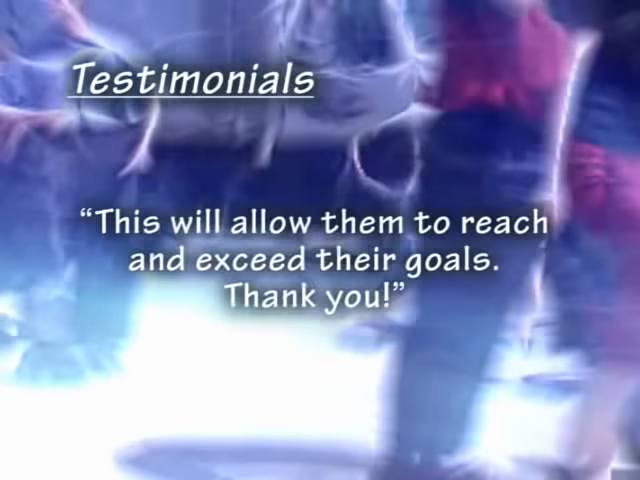 Testimonials
“This will allow them to reach
and exceed their goals.
Thank you!”